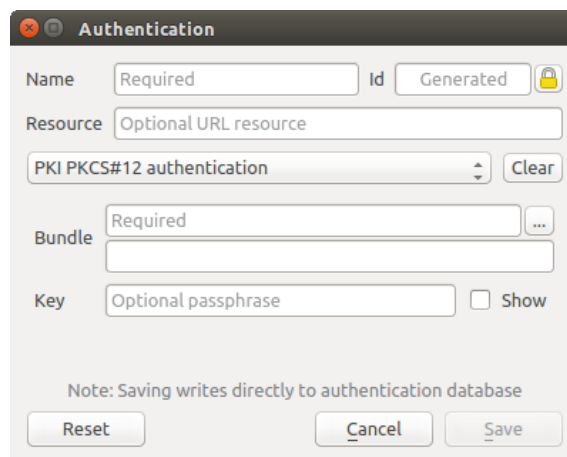 Authentication
Name Required Id Generated
Resource Optional URL resource
PKI PKCS#12 authentication Clear
Bundle Required ...
Key Optional passphrase Show
Note: Saving writes directly to authentication database
Reset Cancel Save